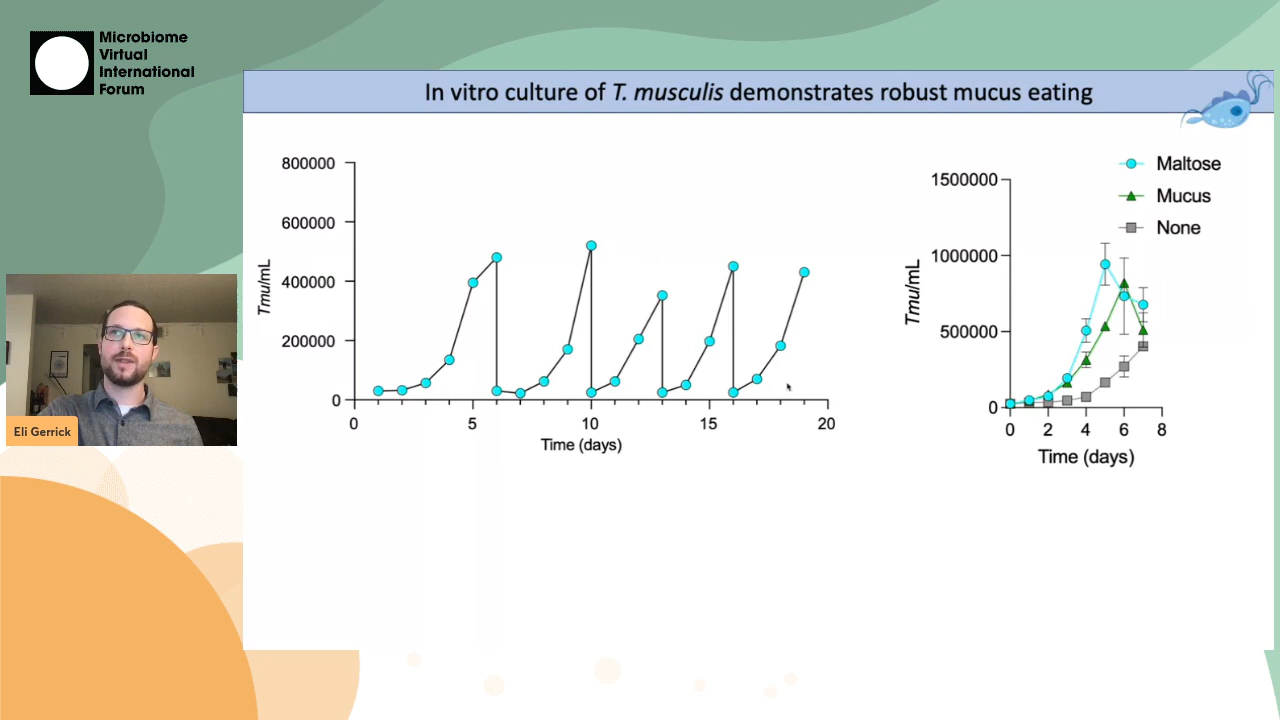 Microbiome
Virtual
International
Forum
In vitro culture of T. musculis demonstrates robust mucus eating
800000
600000
400000
200000
0
Tmu/mL
0 5 10 15 20
Time (days)
Maltose
Mucus
None
1500000
1000000
500000
0
Tmu/mL
0 2 4 6 8
Time (days)
Eli Gerrick